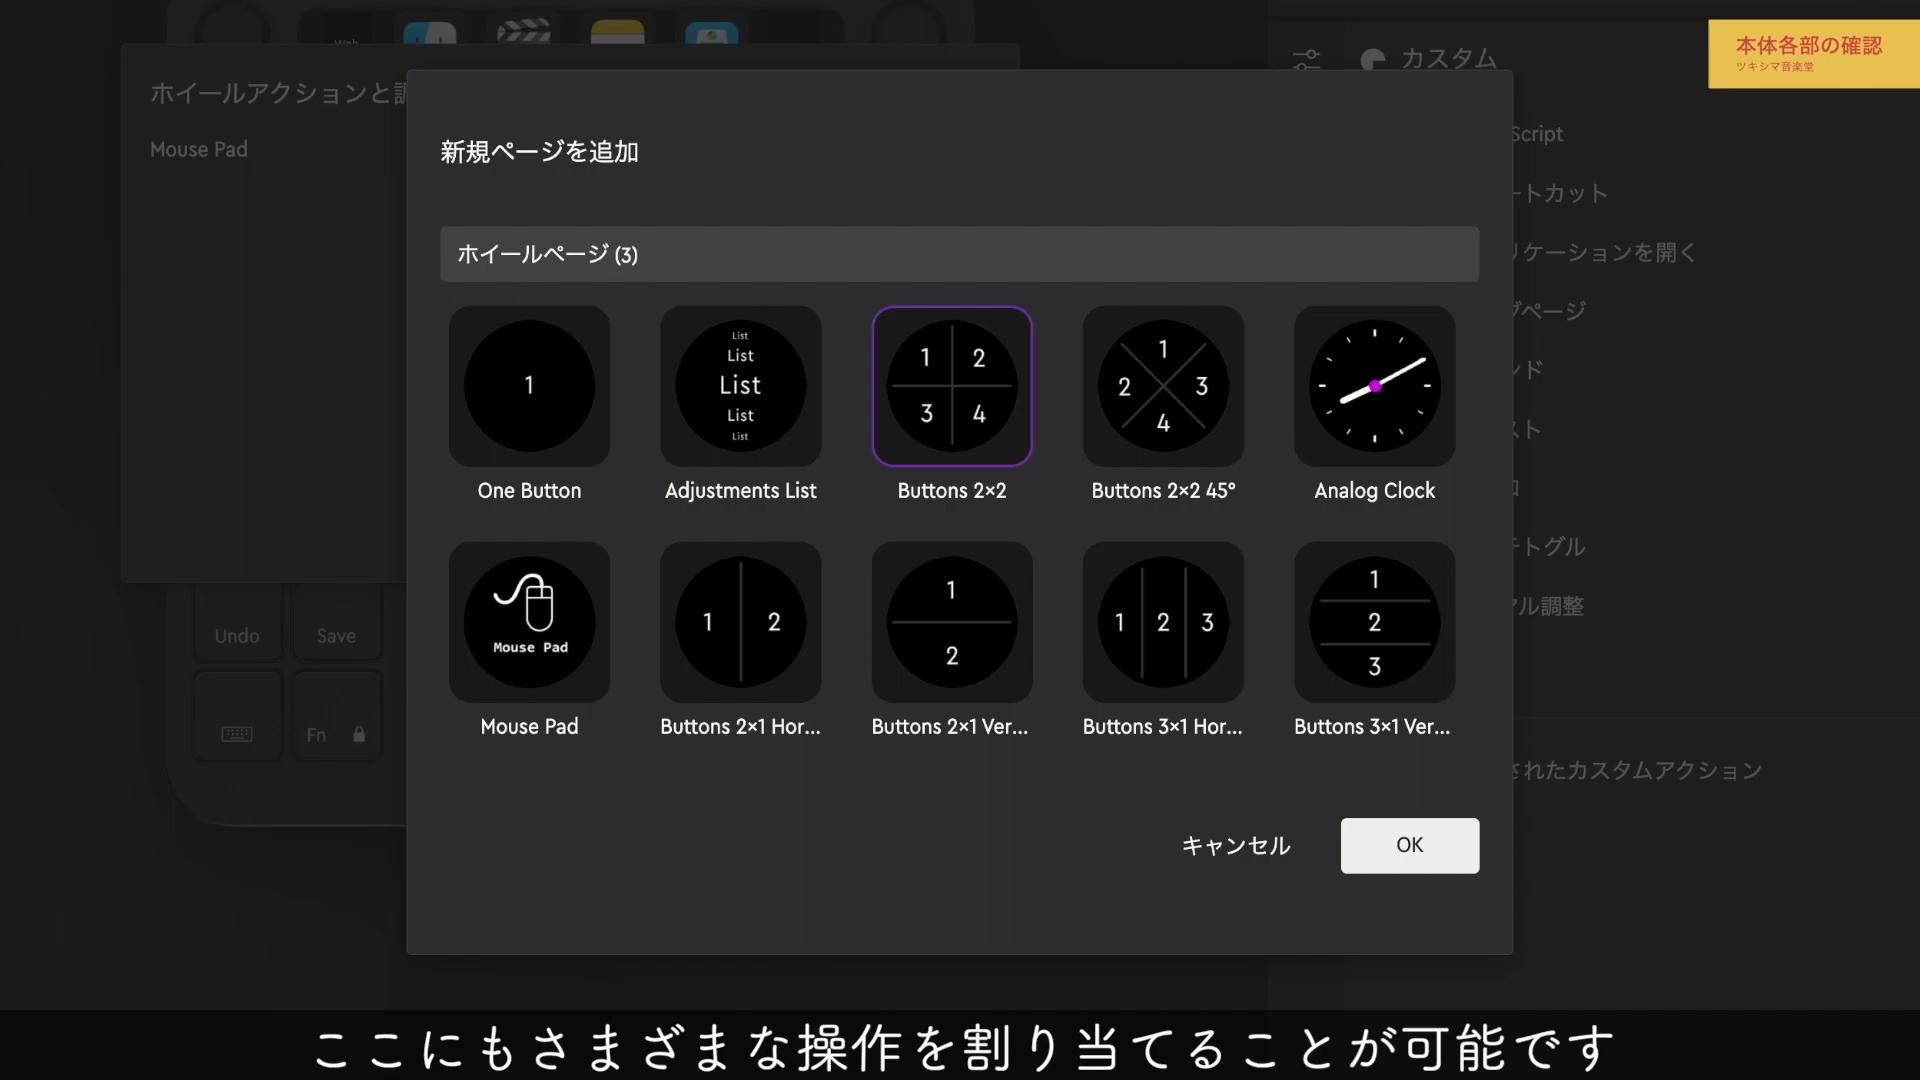 本体各部の確認
ツキシマ音楽堂
カスタム
ホイールアクションと
Mouse Pad
Script
ートカット
リケーションを開く
ページ
ンド
スト
トグル
ル調整
されたカスタムアクション
Undo
Save
Fn
新規ページを追加
ホイールページ (3)
1
List
List
List
List
List
1 2
3 4
1
2 3
4
One Button
Adjustments List
Buttons 2×2
Buttons 2×2 45°
Analog Clock
Mouse Pad
1 2
1
2
1 2 3
1
2
3
Mouse Pad
Buttons 2×1 Hor...
Buttons 2×1 Ver...
Buttons 3×1 Hor...
Buttons 3×1 Ver...
キャンセル
OK
ここにもさまざまな操作を割り当てることが可能です